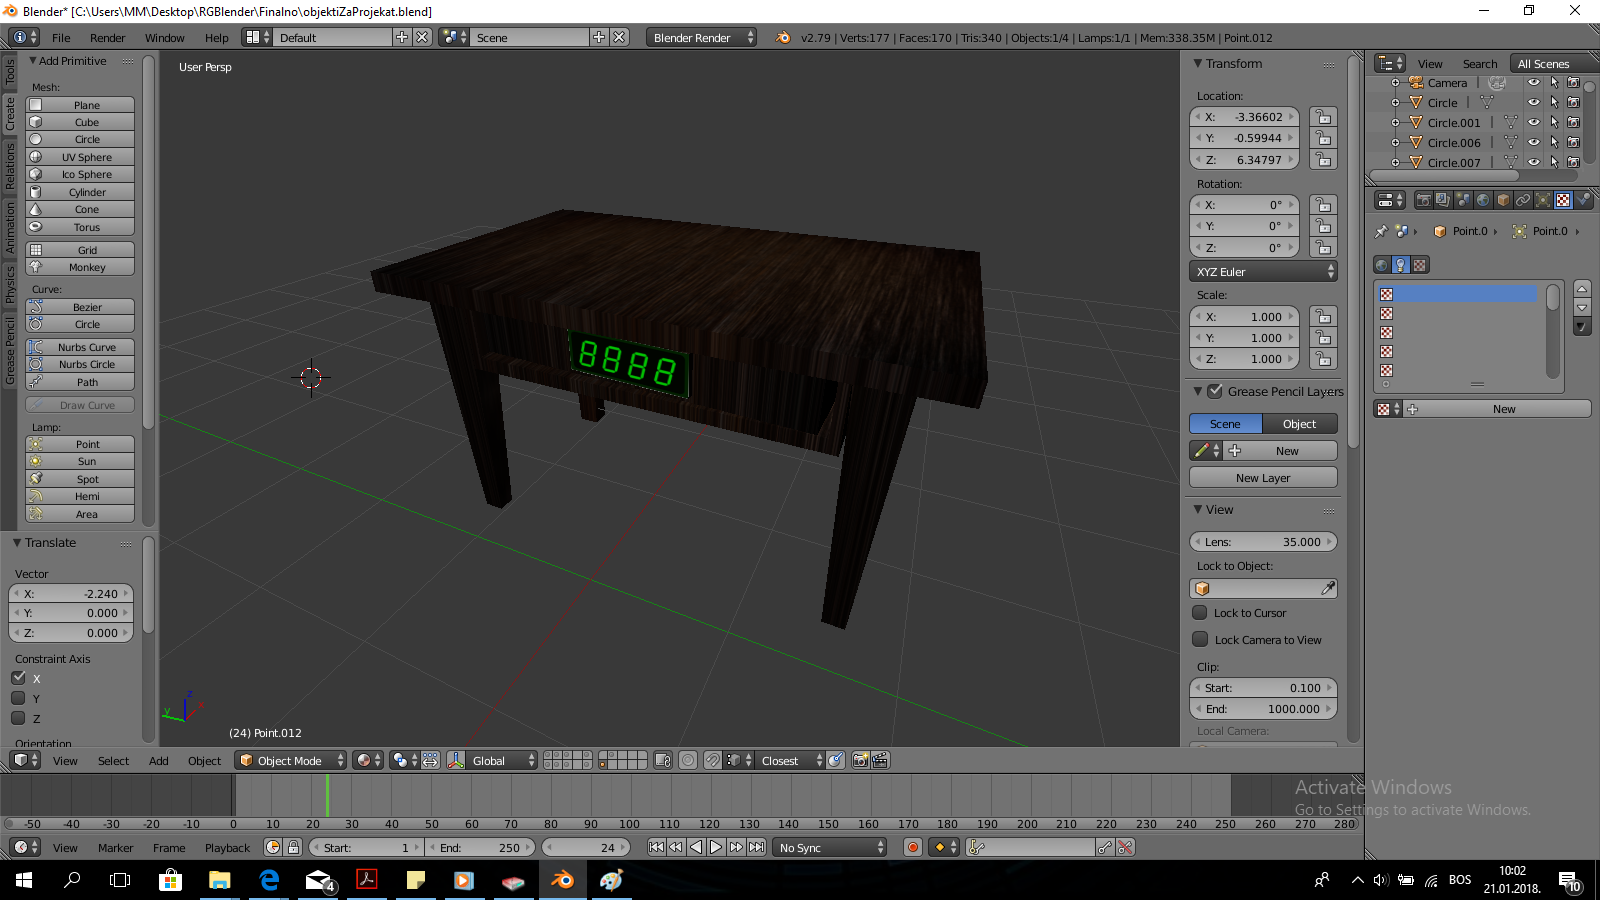 Blender* [C:\Users\MM\Desktop\RGBlender\Finalno\objektiZaProjekat.blend]
File Render Window Help Default Scene Blender Render v2.79 | Verts:177 | Faces:170 | Tris:340 | Objects:1/4 | Lamps:1/1 | Mem:338.35M | Point.012
Tools
Create
Relations
Animation
Physics
Grease Pencil
Add Primitive
Mesh:
Plane
Cube
Circle
UV Sphere
Ico Sphere
Cylinder
Cone
Torus
Grid
Monkey
Curve:
Bezier
Circle
Nurbs Curve
Nurbs Circle
Path
Draw Curve
Lamp:
Point
Sun
Spot
Hemi
Area
Translate
Vector
X: -2.240
Y: 0.000
Z: 0.000
Constraint Axis
X
Y
Z
Orientation
User Persp
8888
z
y
x
(24) Point.012
Transform
Location:
X: -3.36602
Y: -0.59944
Z: 6.34797
Rotation:
X: 0°
Y: 0°
Z: 0°
XYZ Euler
Scale:
X: 1.000
Y: 1.000
Z: 1.000
Grease Pencil Layers
Scene Object
New
New Layer
View
Lens: 35.000
Lock to Object:
Lock to Cursor
Lock Camera to View
Clip:
Start: 0.100
End: 1000.000
Local Camera:
View Search All Scenes
Camera
Circle
Circle.001
Circle.006
Circle.007
Point.0 Point.0
New
View Select Add Object Object Mode Global Closest
Activate Windows
Go to Settings to activate Windows.
-50 -40 -30 -20 -10 0 10 20 30 40 50 60 70 80 90 100 110 120 130 140 150 160 170 180 190 200 210 220 230 240 250 260 270 280
View Marker Frame Playback Start: 1 End: 250 24 No Sync
4
BOS
10:02
21.01.2018.
10